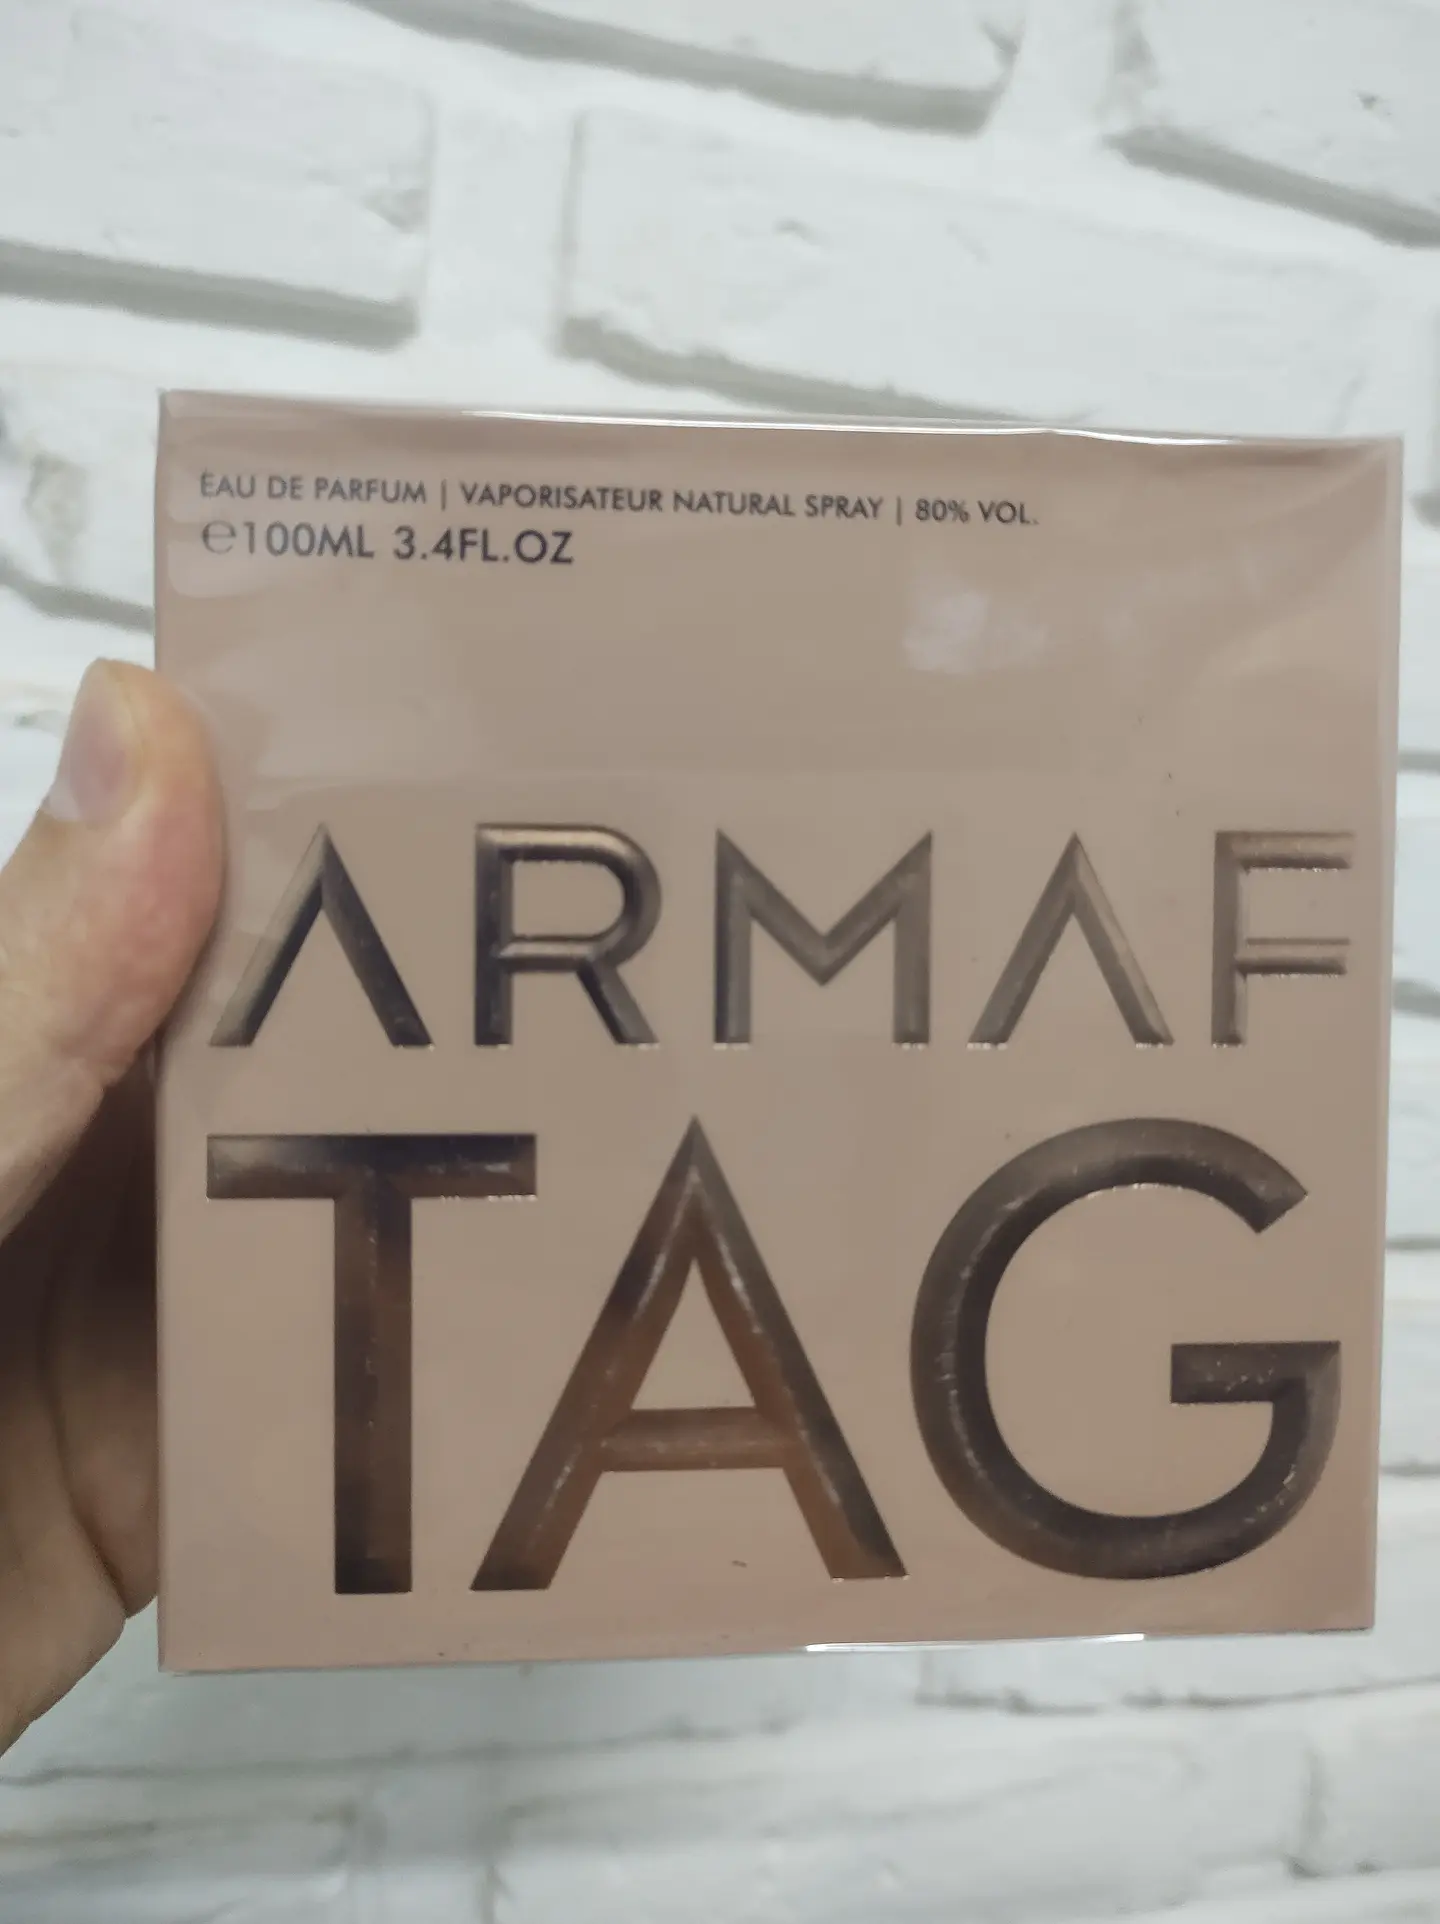 EAU DE PARFUM | VAPORISATEUR NATURAL SPRAY | 80% VOL.
℮100ML 3.4FL.OZ
ARMAF
TAG